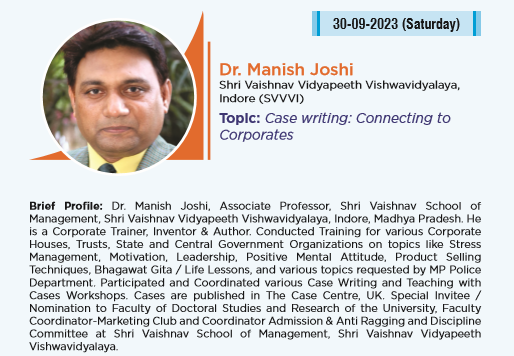 30-09-2023 (Saturday)
Dr. Manish Joshi
Shri Vaishnav Vidyapeeth Vishwavidyalaya,
Indore (SVVVI)
Topic: Case writing: Connecting to
Corporates
Brief Profile: Dr. Manish Joshi, Associate Professor, Shri Vaishnav School of
Management, Shri Vaishnav Vidyapeeth Vishwavidyalaya, Indore, Madhya Pradesh. He
is a Corporate Trainer, Inventor & Author. Conducted Training for various Corporate
Houses, Trusts, State and Central Government Organizations on topics like Stress
Management, Motivation, Leadership, Positive Mental Attitude, Product Selling
Techniques, Bhagawat Gita / Life Lessons, and various topics requested by MP Police
Department. Participated and Coordinated various Case Writing and Teaching with
Cases Workshops. Cases are published in The Case Centre, UK. Special Invitee /
Nomination to Faculty of Doctoral Studies and Research of the University, Faculty
Coordinator-Marketing Club and Coordinator Admission & Anti Ragging and Discipline
Committee at Shri Vaishnav School of Management, Shri Vaishnav Vidyapeeth
Vishwavidyalaya.